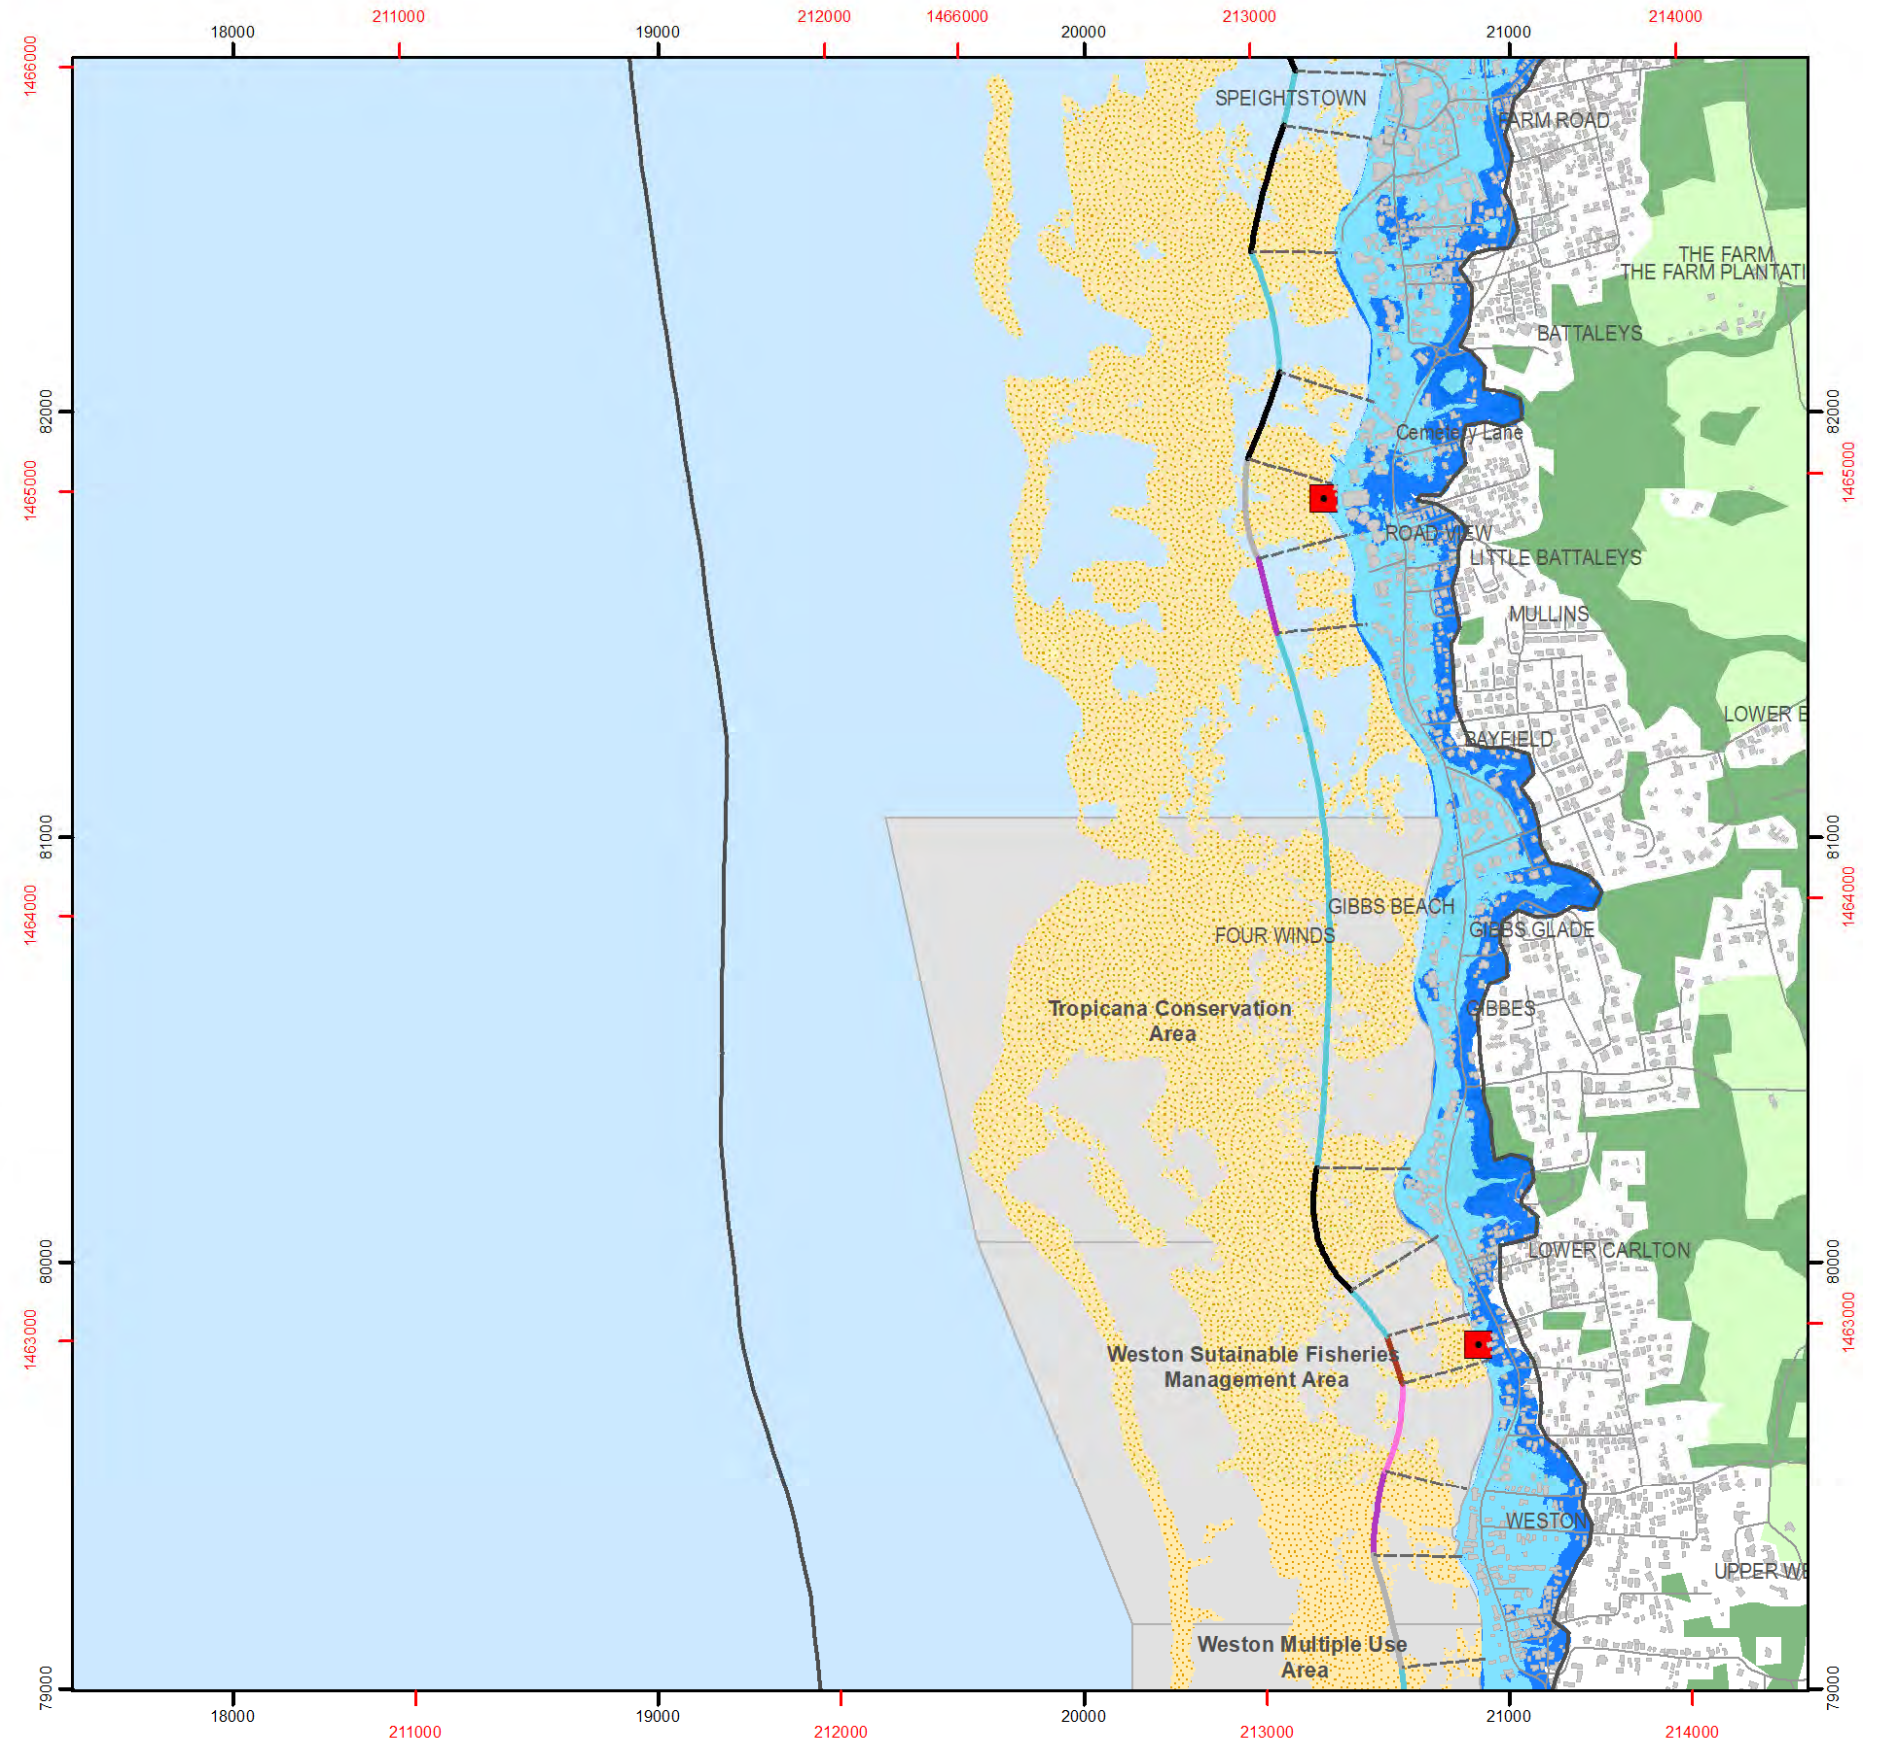 211000 212000 1466000 213000 214000
18000 19000 20000 21000
1466000
SPEIGHTSTOWN
FARM ROAD
THE FARM
THE FARM PLANTATI
BATTALEYS
82000 82000
Cemetery Lane
1465000 1465000
ROAD VIEW
LITTLE BATTALEYS
MULLINS
LOWER B
BAYFIELD
81000 81000
1464000 1464000
GIBBS BEACH
FOUR WINDS
GIBBS GLADE
Tropicana Conservation
Area
GIBBES
LOWER CARLTON
80000 80000
1463000 1463000
Weston Sutainable Fisheries
Management Area
WESTON
UPPER WE
Weston Multiple Use
Area
79000 79000
18000 19000 20000 21000
211000 212000 213000 214000